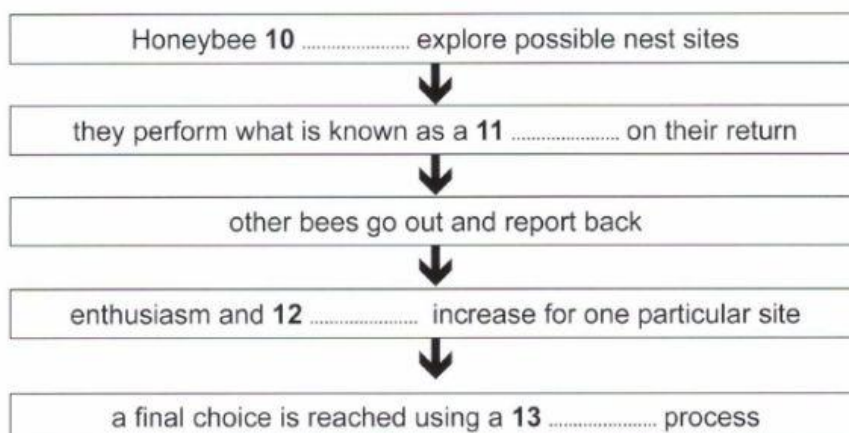 Honeybee 10 .................... explore possible nest sites
they perform what is known as a 11 .................... on their return
other bees go out and report back
enthusiasm and 12 .................... increase for one particular site
a final choice is reached using a 13 .................... process